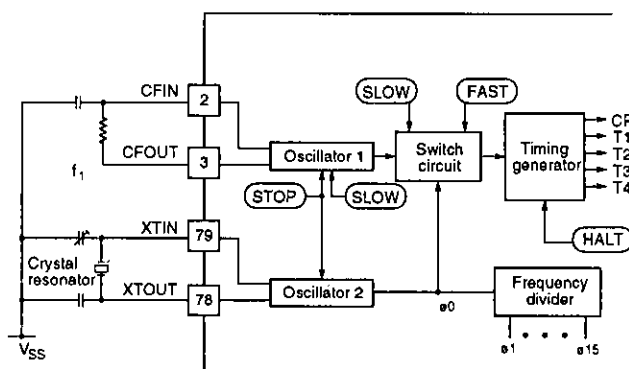 CFIN
2
SLOW
FAST
CP
T1
T2
T3
T4
CFOUT
3
Oscillator 1
Switch
circuit
Timing
generator
f1
STOP
SLOW
XTIN
79
HALT
Crystal
resonator
XTOUT
78
Oscillator 2
ø0
Frequency
divider
ø1
ø15
VSS